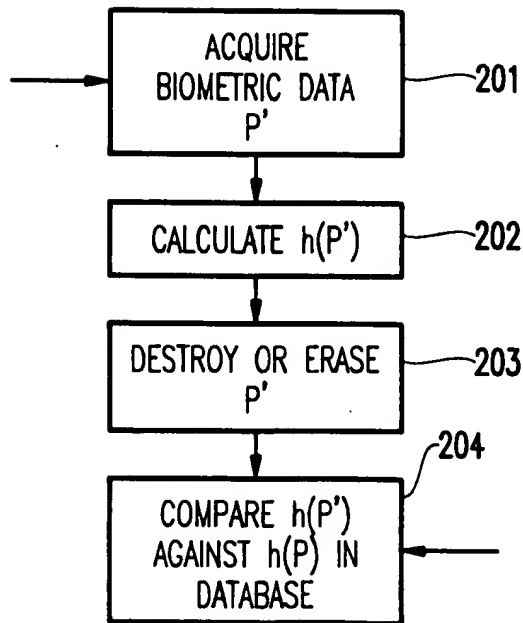 ACQUIRE
BIOMETRIC DATA
P'
201
CALCULATE h(P')
202
DESTROY OR ERASE
P'
203
204
COMPARE h(P')
AGAINST h(P) IN
DATABASE